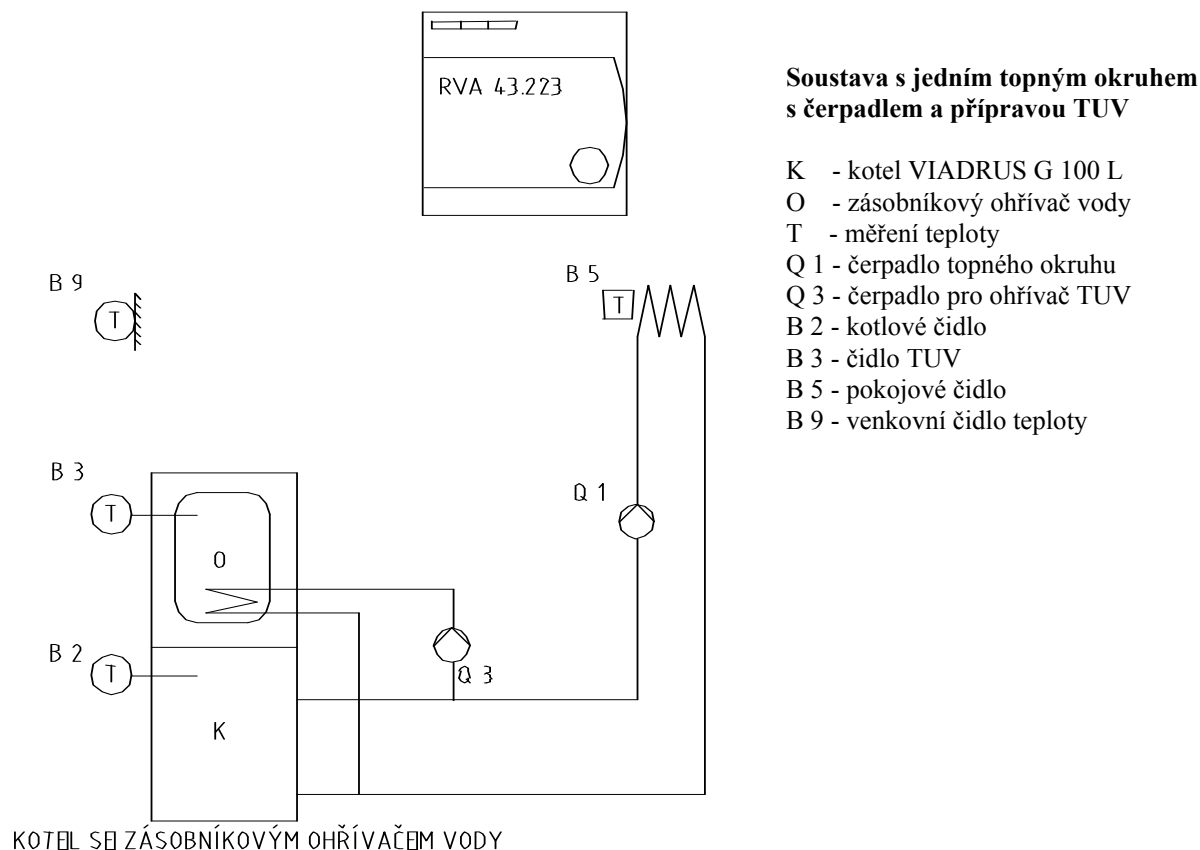 RVA 43.223
Soustava s jedním topným okruhem
s čerpadlem a přípravou TUV
K - kotel VIADRUS G 100 L
O - zásobníkový ohřívač vody
T - měření teploty
Q 1 - čerpadlo topného okruhu
Q 3 - čerpadlo pro ohřívač TUV
B 2 - kotlové čidlo
B 3 - čidlo TUV
B 5 - pokojové čidlo
B 9 - venkovní čidlo teploty
B 9
T
B 5
T
B 3
T
O
Q 1
B 2
T
Q 3
K
KOTEL SE ZÁSOBNÍKOVÝM OHŘÍVAČEM VODY